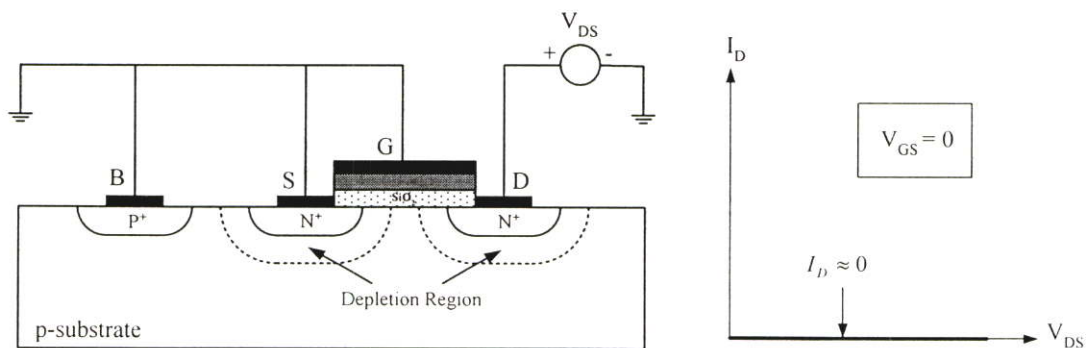 V_DS
+ -
B
S
G
D
SiO₂
P⁺
N⁺
N⁺
Depletion Region
p-substrate
I_D
V_GS = 0
I_D ≈ 0
V_DS